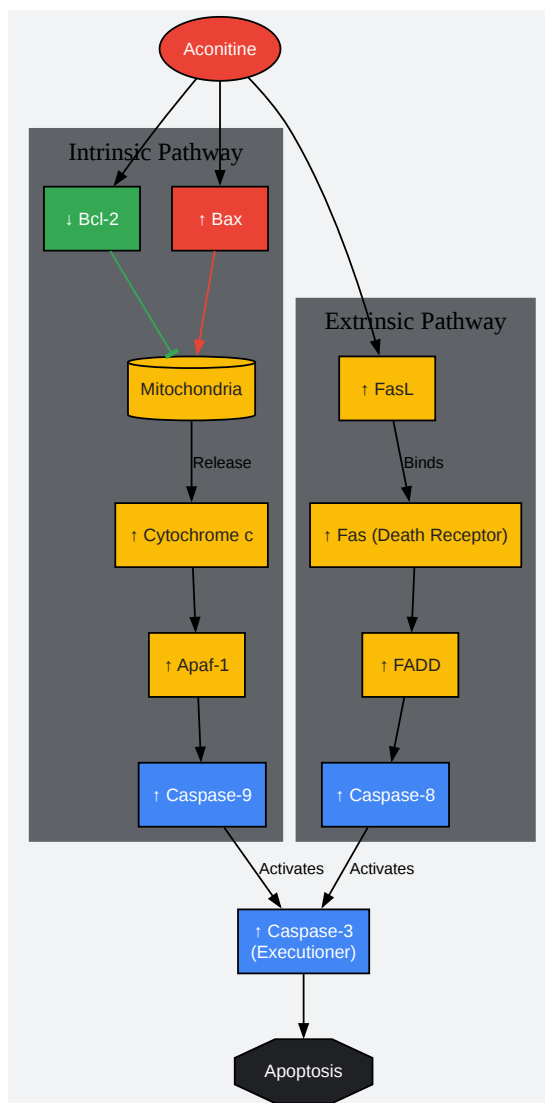 Aconitine
Intrinsic Pathway
↓ Bcl-2
↑ Bax
Extrinsic Pathway
Mitochondria
↑ FasL
Release
Binds
↑ Cytochrome c
↑ Fas (Death Receptor)
↑ Apaf-1
↑ FADD
↑ Caspase-9
↑ Caspase-8
Activates
Activates
↑ Caspase-3
(Executioner)
Apoptosis